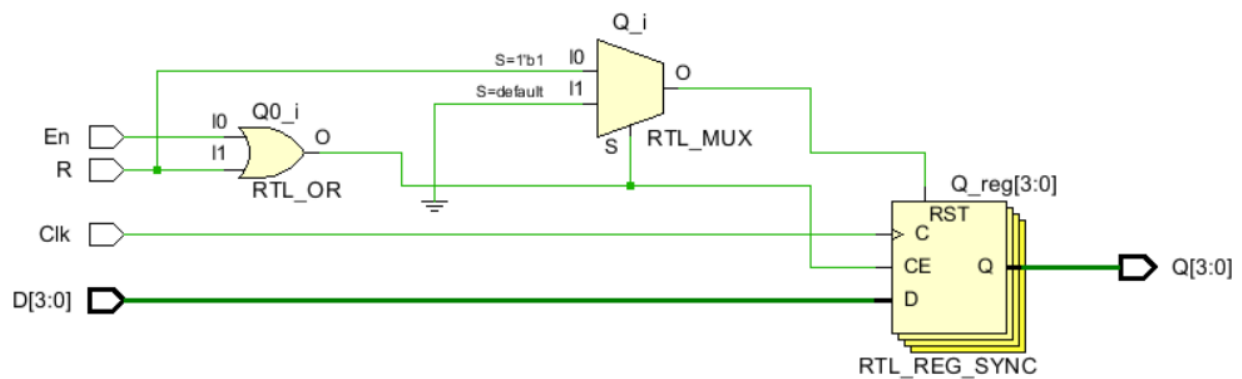 Q_i
S=1'b1
I0
S=default
I1
O
S
RTL_MUX
En
R
Q0_i
I0
I1
O
RTL_OR
Clk
D[3:0]
Q_reg[3:0]
RST
C
CE
Q
D
RTL_REG_SYNC
Q[3:0]